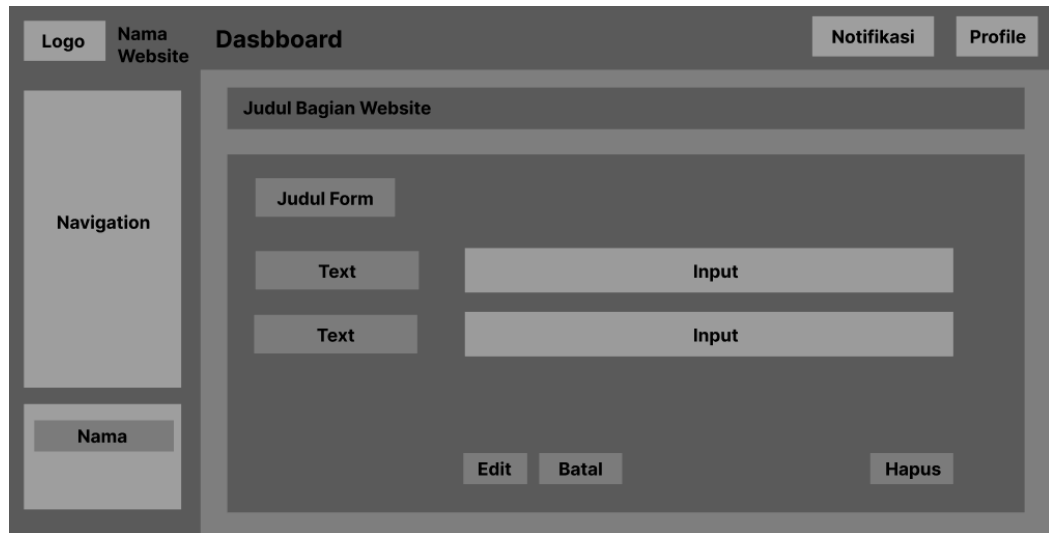 Logo
Nama
Website
Dasbboard
Notifikasi
Profile
Navigation
Nama
Judul Bagian Website
Judul Form
Text
Input
Text
Input
Edit
Batal
Hapus